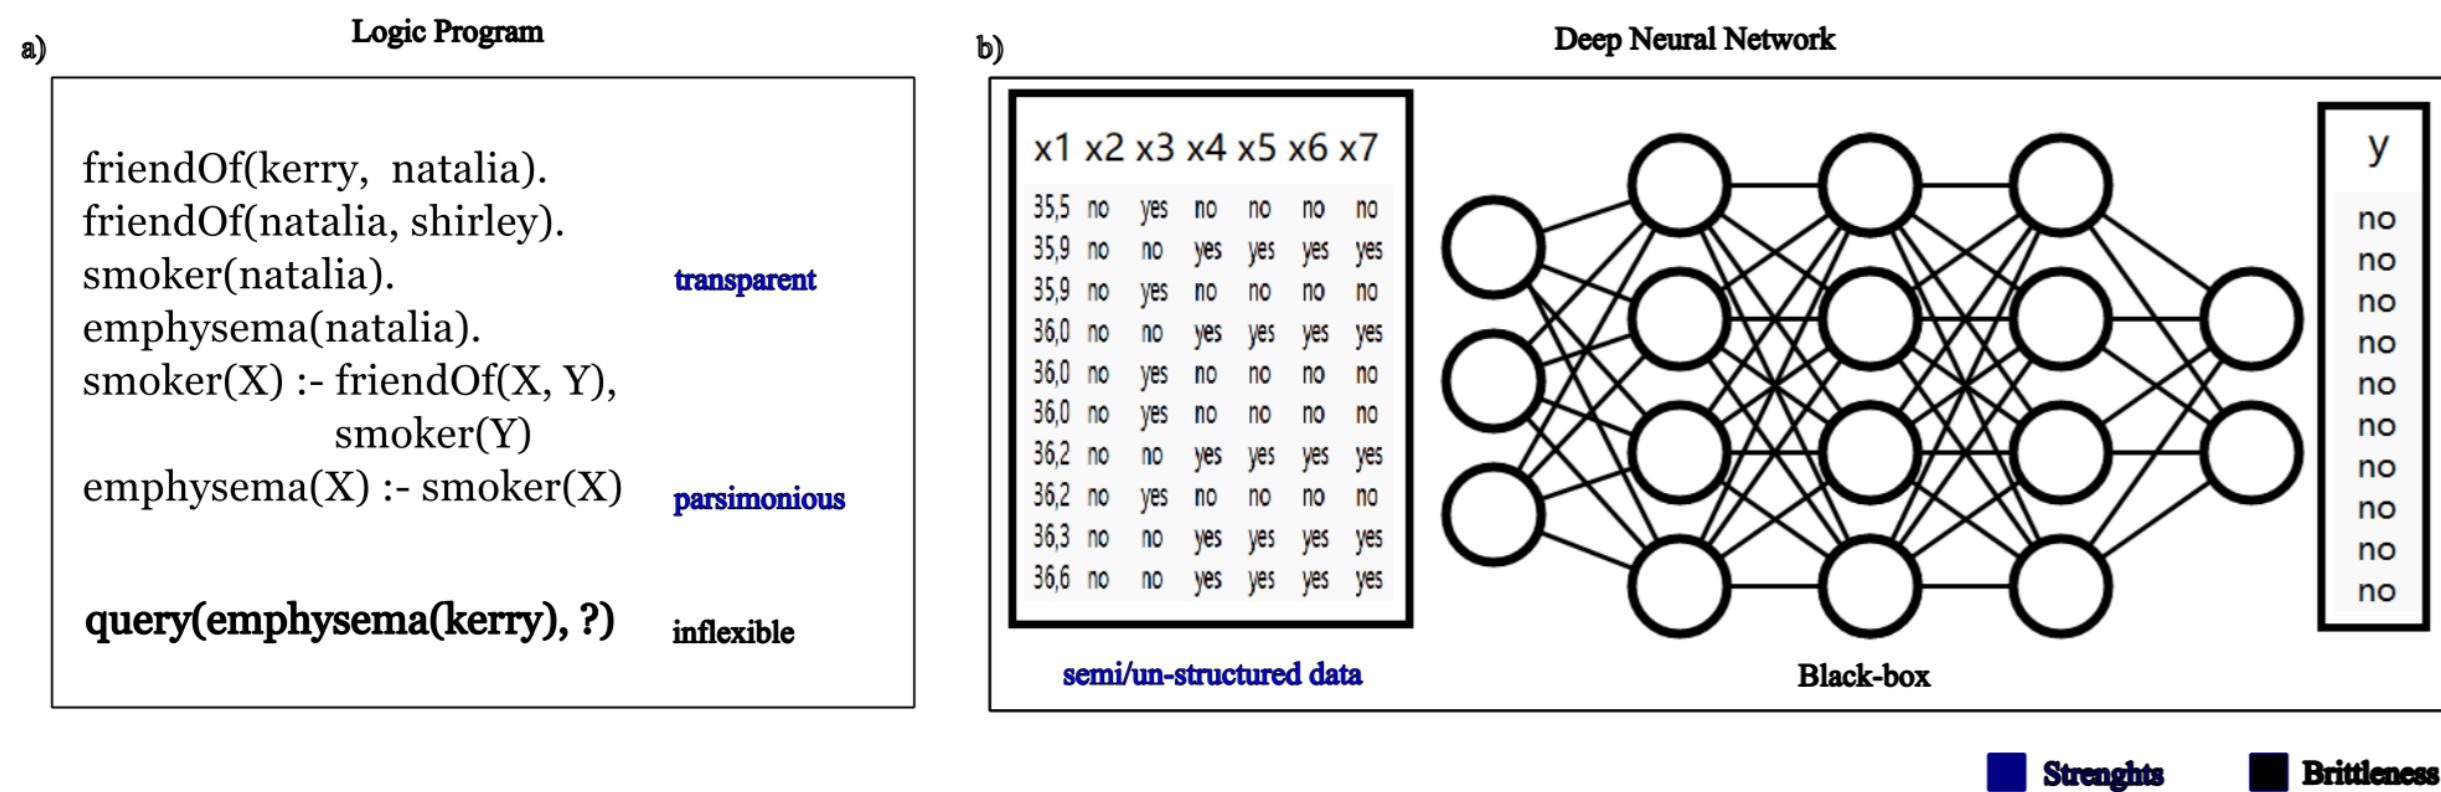 a)
Logic Program
friendOf(kerry, natalia).
friendOf(natalia, shirley).
smoker(natalia).
transparent
emphysema(natalia).
smoker(X) :- friendOf(X, Y),
smoker(Y)
emphysema(X) :- smoker(X)
parsimonious
query(emphysema(kerry), ?)
inflexible
b)
Deep Neural Network
x1 x2 x3 x4 x5 x6 x7
35,5 no yes no no no no
35,9 no no yes yes yes yes
35,9 no yes no no no no
36,0 no no yes yes yes yes
36,0 no yes no no no no
36,0 no yes no no no no
36,2 no no yes yes yes yes
36,2 no yes no no no no
36,3 no no yes yes yes yes
36,6 no no yes yes yes yes
semi/un-structured data
Black-box
y
no
no
no
no
no
no
no
no
no
no
Strenghts
Brittleness